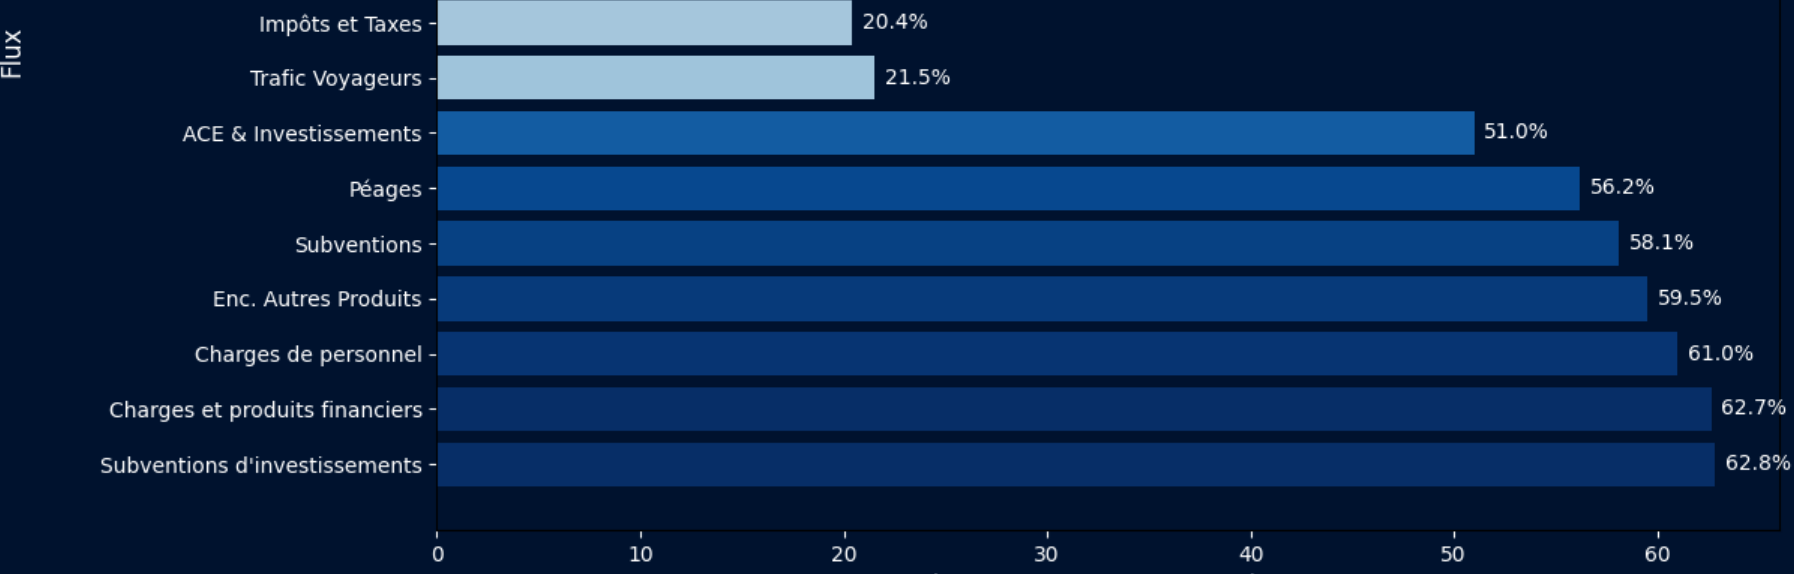 Flux
Impôts et Taxes 20.4%
Trafic Voyageurs 21.5%
ACE & Investissements 51.0%
Péages 56.2%
Subventions 58.1%
Enc. Autres Produits 59.5%
Charges de personnel 61.0%
Charges et produits financiers 62.7%
Subventions d'investissements 62.8%
0 10 20 30 40 50 60